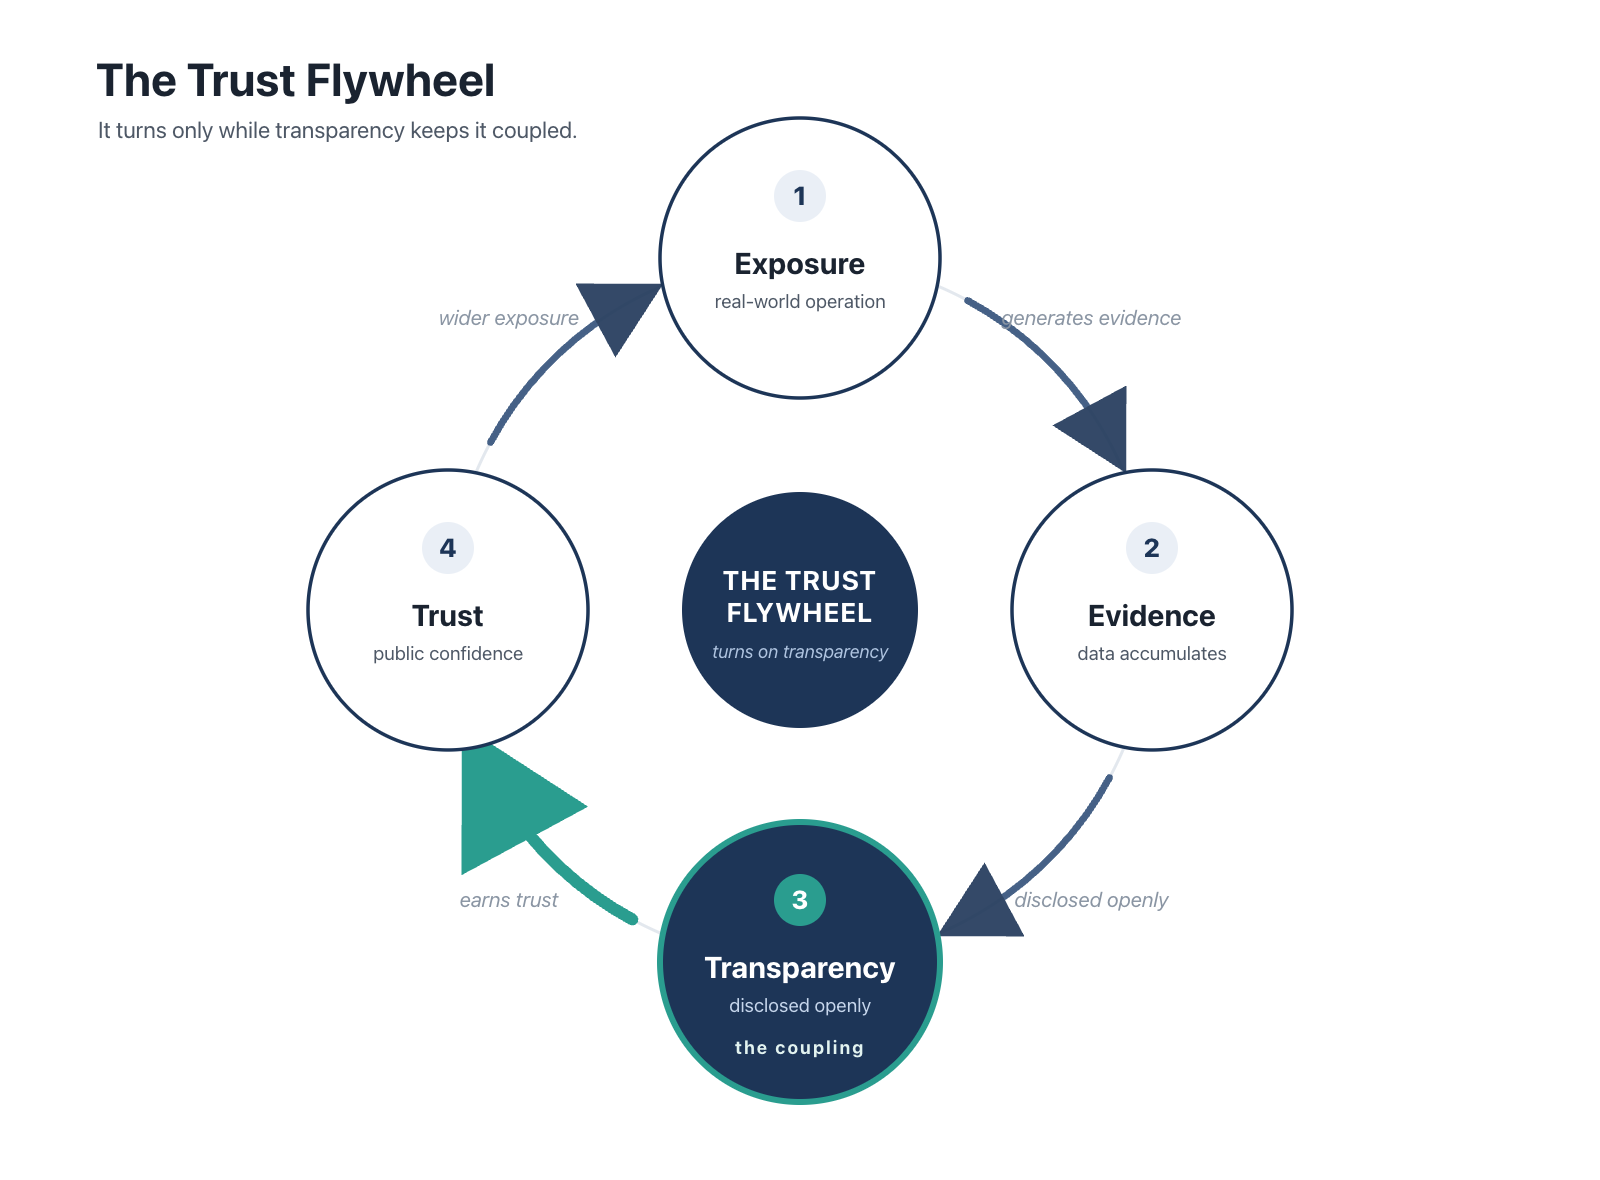 The Trust Flywheel
It turns only while transparency keeps it coupled.
1
Exposure
real-world operation
wider exposure
generates evidence
4
Trust
public confidence
THE TRUST
FLYWHEEL
turns on transparency
2
Evidence
data accumulates
earns trust
3
Transparency
disclosed openly
the coupling
disclosed openly